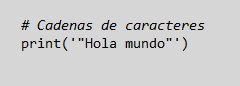 # Cadenas de caracteres
print('"Hola mundo"')